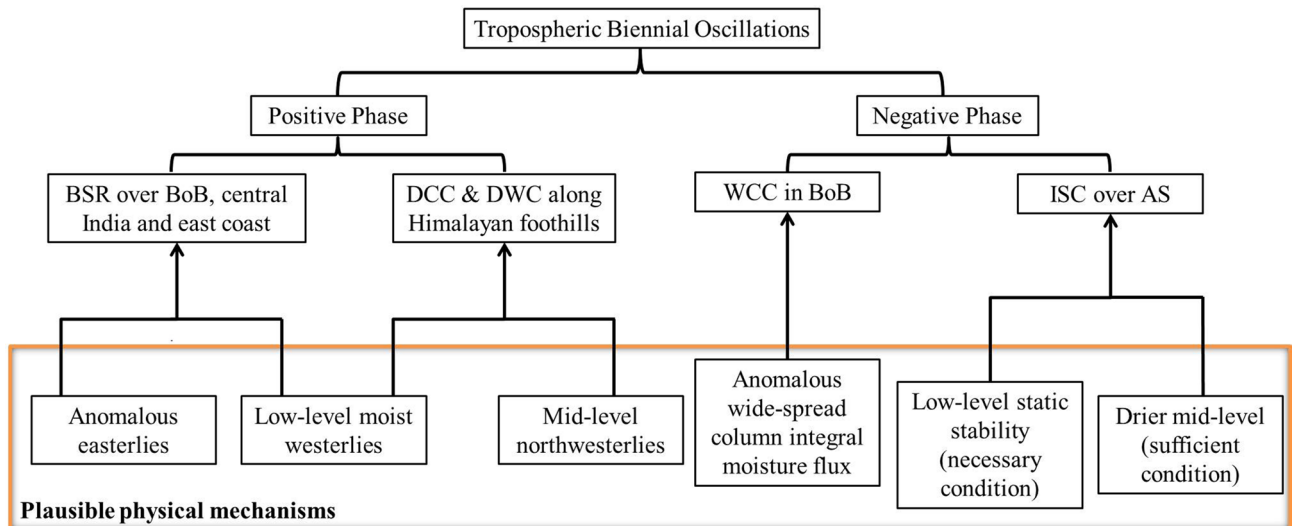 Tropospheric Biennial Oscillations
Positive Phase
Negative Phase
BSR over BoB, central
India and east coast
DCC & DWC along
Himalayan foothills
WCC in BoB
ISC over AS
Anomalous
easterlies
Low-level moist
westerlies
Mid-level
northwesterlies
Anomalous
wide-spread
column integral
moisture flux
Low-level static
stability
(necessary
condition)
Drier mid-level
(sufficient
condition)
Plausible physical mechanisms